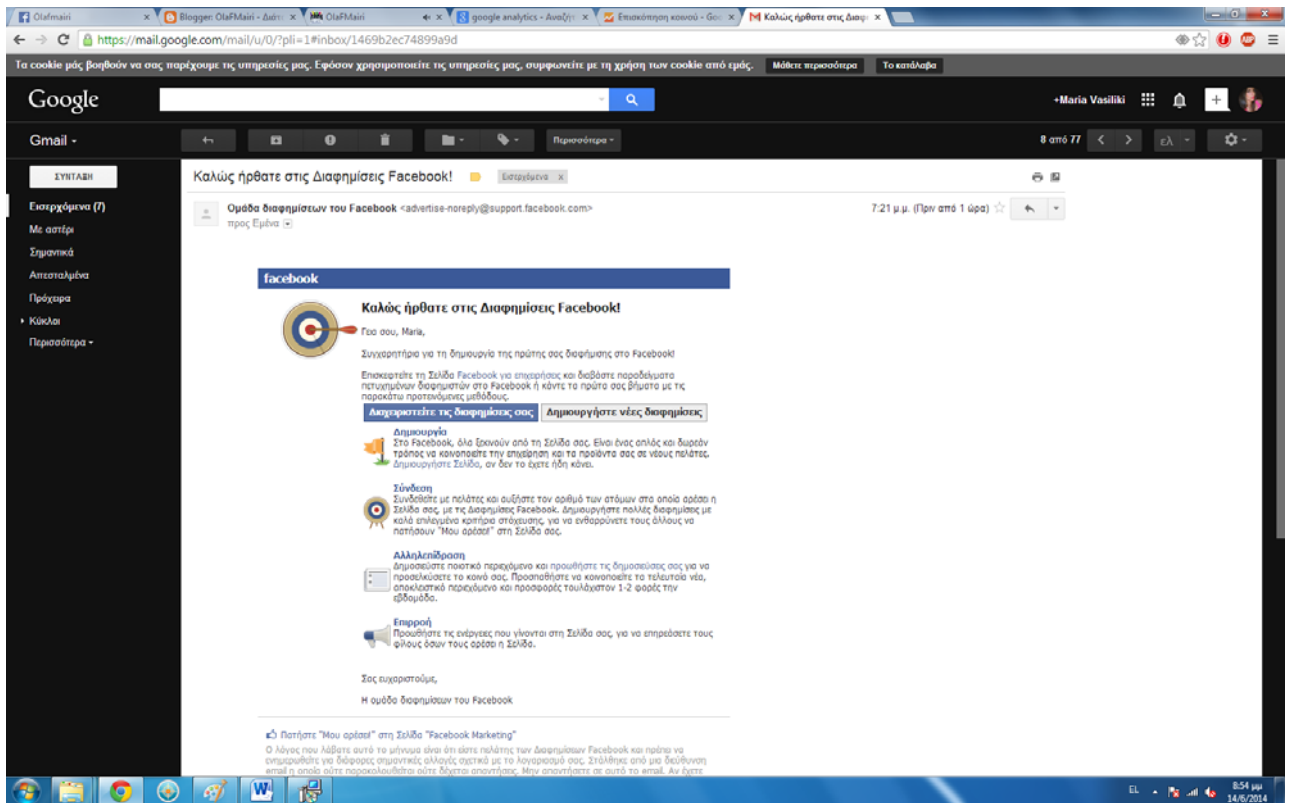 Olafmairi
Blogger: OlaFMairi - Διάτ
OlaFMairi
google analytics - Αναζήτ
Επισκόπηση κοινού - Goo
Καλώς ήρθατε στις Διαφ
https://mail.google.com/mail/u/0/?pli=1#inbox/1469b2ec74899a9d
Τα cookie μάς βοηθούν να σας παρέχουμε τις υπηρεσίες μας. Εφόσον χρησιμοποιείτε τις υπηρεσίες μας, συμφωνείτε με τη χρήση των cookie από εμάς. Μάθετε περισσότερα Το κατάλαβα
Google
+Maria Vasiliki
Gmail
Περισσότερα
8 από 77
ελ
ΣΥΝΤΑΞΗ
Εισερχόμενα (7)
Με αστέρι
Σημαντικά
Απεσταλμένα
Πρόχειρα
Κύκλοι
Περισσότερα
Καλώς ήρθατε στις Διαφημίσεις Facebook!
Εισερχόμενα x
Ομάδα διαφημίσεων του Facebook <advertise-noreply@support.facebook.com>
7:21 μ.μ. (Πριν από 1 ώρα)
προς Εμένα
facebook
Καλώς ήρθατε στις Διαφημίσεις Facebook!
Γεια σου, Maria,
Συγχαρητήρια για τη δημιουργία της πρώτης σας διαφήμισης στο Facebook!
Επισκεφτείτε τη Σελίδα Facebook για επιχειρήσεις και διαβάστε παραδείγματα
πετυχημένων διαφημιστών στο Facebook ή κάντε τα πρώτα σας βήματα με τις
παρακάτω προτεινόμενες μεθόδους.
Διαχειριστείτε τις διαφημίσεις σας
Δημιουργήστε νέες διαφημίσεις
Δημιουργία
Στο Facebook, όλα ξεκινούν από τη Σελίδα σας. Είναι ένας απλός και δωρεάν
τρόπος να κοινοποιείτε την επιχείρηση και τα προϊόντα σας σε νέους πελάτες.
Δημιουργήστε Σελίδα, αν δεν το έχετε ήδη κάνει.
Σύνδεση
Συνδεθείτε με πελάτες και αυξήστε τον αριθμό των ατόμων στα οποία αρέσει η
Σελίδα σας, με τις Διαφημίσεις Facebook. Δημιουργήστε πολλές διαφημίσεις με
καλά επιλεγμένα κριτήρια στόχευσης, για να ενθαρρύνετε τους άλλους να
πατήσουν "Μου αρέσει!" στη Σελίδα σας.
Αλληλεπίδραση
Δημοσιεύστε ποιοτικό περιεχόμενο και προωθήστε τις δημοσιεύσεις σας για να
προσελκύσετε το κοινό σας. Προσπαθήστε να κοινοποιείτε τα τελευταία νέα,
αποκλειστικό περιεχόμενο και προσφορές τουλάχιστον 1-2 φορές την
εβδομάδα.
Επιρροή
Προωθήστε τις ενέργειες που γίνονται στη Σελίδα σας, για να επηρεάσετε τους
φίλους όσων τους αρέσει η Σελίδα.
Σας ευχαριστούμε,
Η ομάδα διαφημίσεων του Facebook
Πατήστε "Μου αρέσει!" στη Σελίδα "Facebook Marketing"
Ο λόγος που λάβατε αυτό το μήνυμα είναι ότι είστε πελάτης των Διαφημίσεων Facebook και πρέπει να
ενημερωθείτε για διάφορες σημαντικές αλλαγές σχετικά με το λογαριασμό σας. Στάλθηκε από μια διεύθυνση
email η οποία ούτε παρακολουθείται ούτε δέχεται απαντήσεις. Μην απαντήσετε σε αυτό το email. Αν έχετε
EL
8:54 μμ
14/6/2014